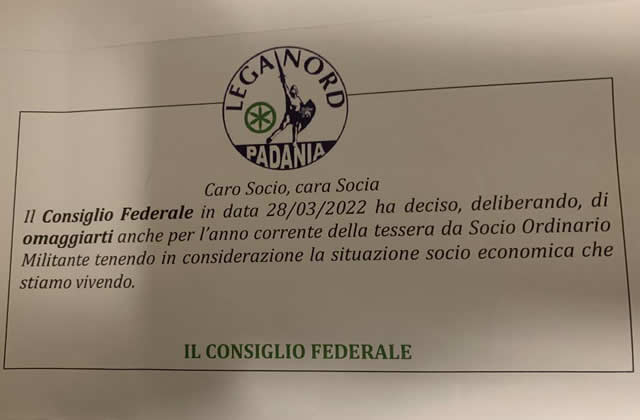 LEGA NORD
PADANIA
Caro Socio, cara Socia
Il Consiglio Federale in data 28/03/2022 ha deciso, deliberando, di
omaggiarti anche per l'anno corrente della tessera da Socio Ordinario
Militante tenendo in considerazione la situazione socio economica che
stiamo vivendo.
IL CONSIGLIO FEDERALE